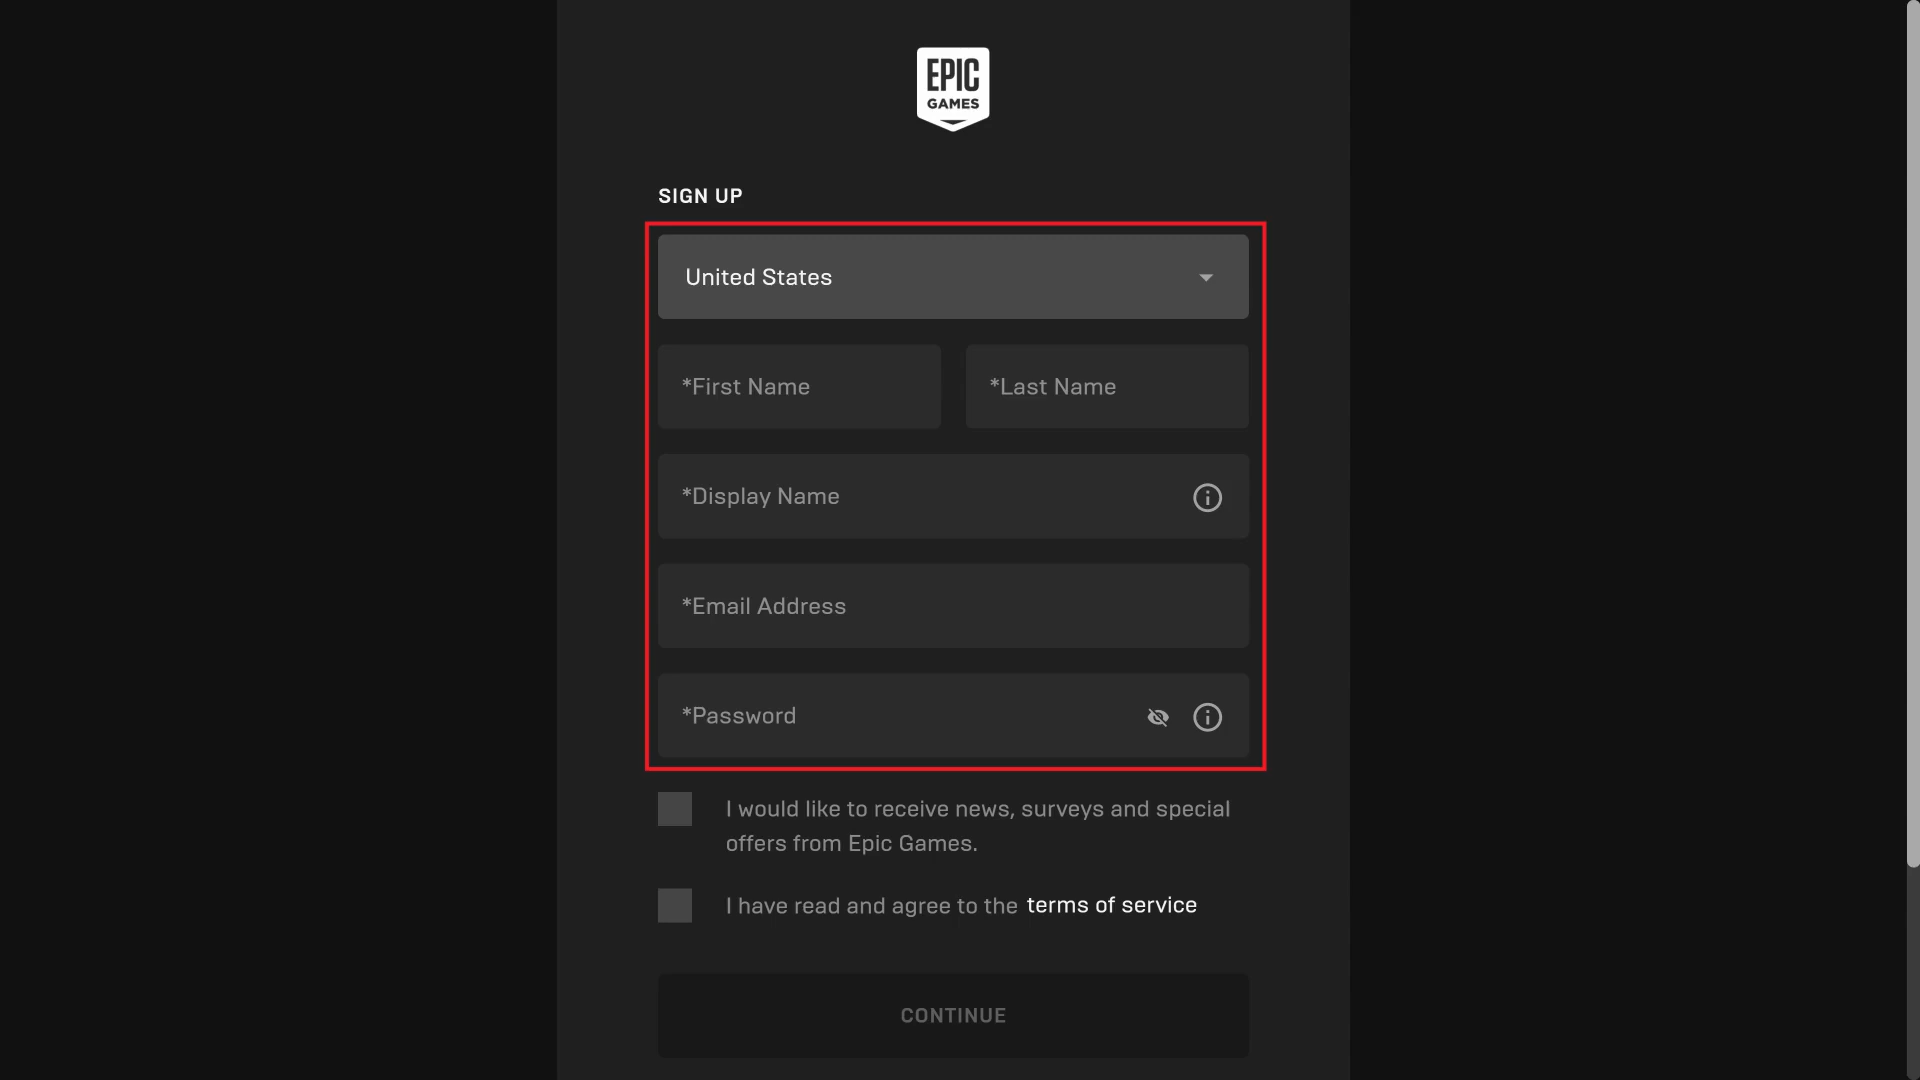 EPIC
GAMES
SIGN UP
United States
*First Name
*Last Name
*Display Name
*Email Address
*Password
I would like to receive news, surveys and special
offers from Epic Games.
I have read and agree to the terms of service
CONTINUE